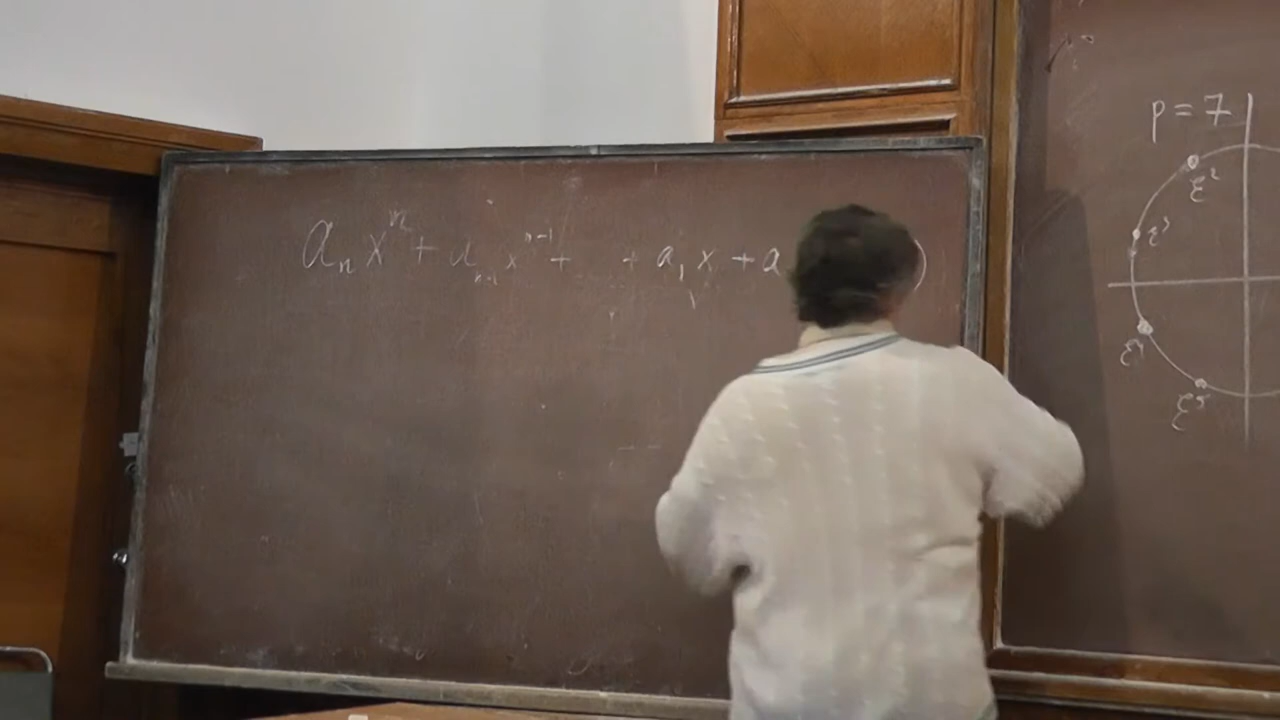 aₙxⁿ + aₙ₋₁xⁿ⁻¹ + + a₁x + a
p = 7
ε²
ε³
ε⁴
ε⁵